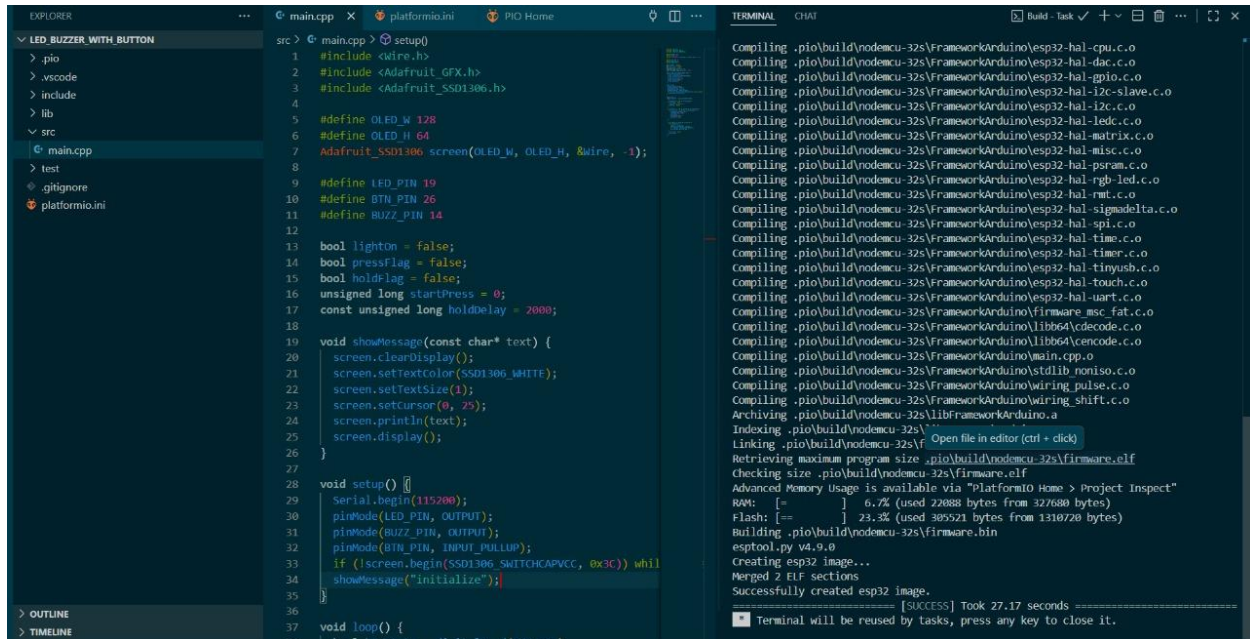 EXPLORER
LED_BUZZER_WITH_BUTTON
.pio
.vscode
include
lib
src
main.cpp
test
.gitignore
platformio.ini
OUTLINE
TIMELINE
main.cpp
platformio.ini
PIO Home
src > main.cpp > setup()
1 #include <Wire.h>
2 #include <Adafruit_GFX.h>
3 #include <Adafruit_SSD1306.h>
4
5 #define OLED_W 128
6 #define OLED_H 64
7 Adafruit_SSD1306 screen(OLED_W, OLED_H, &Wire, -1);
8
9 #define LED_PIN 19
10 #define BTN_PIN 26
11 #define BUZZ_PIN 14
12
13 bool lightOn = false;
14 bool pressFlag = false;
15 bool holdFlag = false;
16 unsigned long startPress = 0;
17 const unsigned long holdDelay = 2000;
18
19 void showMessage(const char* text) {
20 screen.clearDisplay();
21 screen.setTextColor(SSD1306_WHITE);
22 screen.setTextSize(1);
23 screen.setCursor(0, 25);
24 screen.println(text);
25 screen.display();
26 }
27
28 void setup() {
29 Serial.begin(115200);
30 pinMode(LED_PIN, OUTPUT);
31 pinMode(BUZZ_PIN, OUTPUT);
32 pinMode(BTN_PIN, INPUT_PULLUP);
33 if (!screen.begin(SSD1306_SWITCHCAPVCC, 0x3C)) whil
34 showMessage("initialize");
35 }
36
37 void loop() {
TERMINAL CHAT Build - Task
Compiling .pio\build\nodemcu-32s\FrameworkArduino\esp32-hal-cpu.c.o
Compiling .pio\build\nodemcu-32s\FrameworkArduino\esp32-hal-dac.c.o
Compiling .pio\build\nodemcu-32s\FrameworkArduino\esp32-hal-gpio.c.o
Compiling .pio\build\nodemcu-32s\FrameworkArduino\esp32-hal-i2c-slave.c.o
Compiling .pio\build\nodemcu-32s\FrameworkArduino\esp32-hal-i2c.c.o
Compiling .pio\build\nodemcu-32s\FrameworkArduino\esp32-hal-ledc.c.o
Compiling .pio\build\nodemcu-32s\FrameworkArduino\esp32-hal-matrix.c.o
Compiling .pio\build\nodemcu-32s\FrameworkArduino\esp32-hal-misc.c.o
Compiling .pio\build\nodemcu-32s\FrameworkArduino\esp32-hal-psram.c.o
Compiling .pio\build\nodemcu-32s\FrameworkArduino\esp32-hal-rgb-led.c.o
Compiling .pio\build\nodemcu-32s\FrameworkArduino\esp32-hal-rmt.c.o
Compiling .pio\build\nodemcu-32s\FrameworkArduino\esp32-hal-sigmadelta.c.o
Compiling .pio\build\nodemcu-32s\FrameworkArduino\esp32-hal-spi.c.o
Compiling .pio\build\nodemcu-32s\FrameworkArduino\esp32-hal-time.c.o
Compiling .pio\build\nodemcu-32s\FrameworkArduino\esp32-hal-timer.c.o
Compiling .pio\build\nodemcu-32s\FrameworkArduino\esp32-hal-tinyusb.c.o
Compiling .pio\build\nodemcu-32s\FrameworkArduino\esp32-hal-touch.c.o
Compiling .pio\build\nodemcu-32s\FrameworkArduino\esp32-hal-uart.c.o
Compiling .pio\build\nodemcu-32s\FrameworkArduino\firmware_msc_fat.c.o
Compiling .pio\build\nodemcu-32s\FrameworkArduino\libb64\cdecode.c.o
Compiling .pio\build\nodemcu-32s\FrameworkArduino\libb64\cencode.c.o
Compiling .pio\build\nodemcu-32s\FrameworkArduino\main.cpp.o
Compiling .pio\build\nodemcu-32s\FrameworkArduino\stdlib_noniso.c.o
Compiling .pio\build\nodemcu-32s\FrameworkArduino\wiring_pulse.c.o
Compiling .pio\build\nodemcu-32s\FrameworkArduino\wiring_shift.c.o
Archiving .pio\build\nodemcu-32s\libFrameworkArduino.a
Indexing .pio\build\nodemcu-32s\
Linking .pio\build\nodemcu-32s\f
Open file in editor (ctrl + click)
Retrieving maximum program size .pio\build\nodemcu-32s\firmware.elf
Checking size .pio\build\nodemcu-32s\firmware.elf
Advanced Memory Usage is available via "PlatformIO Home > Project Inspect"
RAM: [= ] 6.7% (used 22088 bytes from 327680 bytes)
Flash: [== ] 23.3% (used 305521 bytes from 1310720 bytes)
Building .pio\build\nodemcu-32s\firmware.bin
esptool.py v4.9.0
Creating esp32 image...
Merged 2 ELF sections
Successfully created esp32 image.
========================== [SUCCESS] Took 27.17 seconds ==========================
* Terminal will be reused by tasks, press any key to close it.